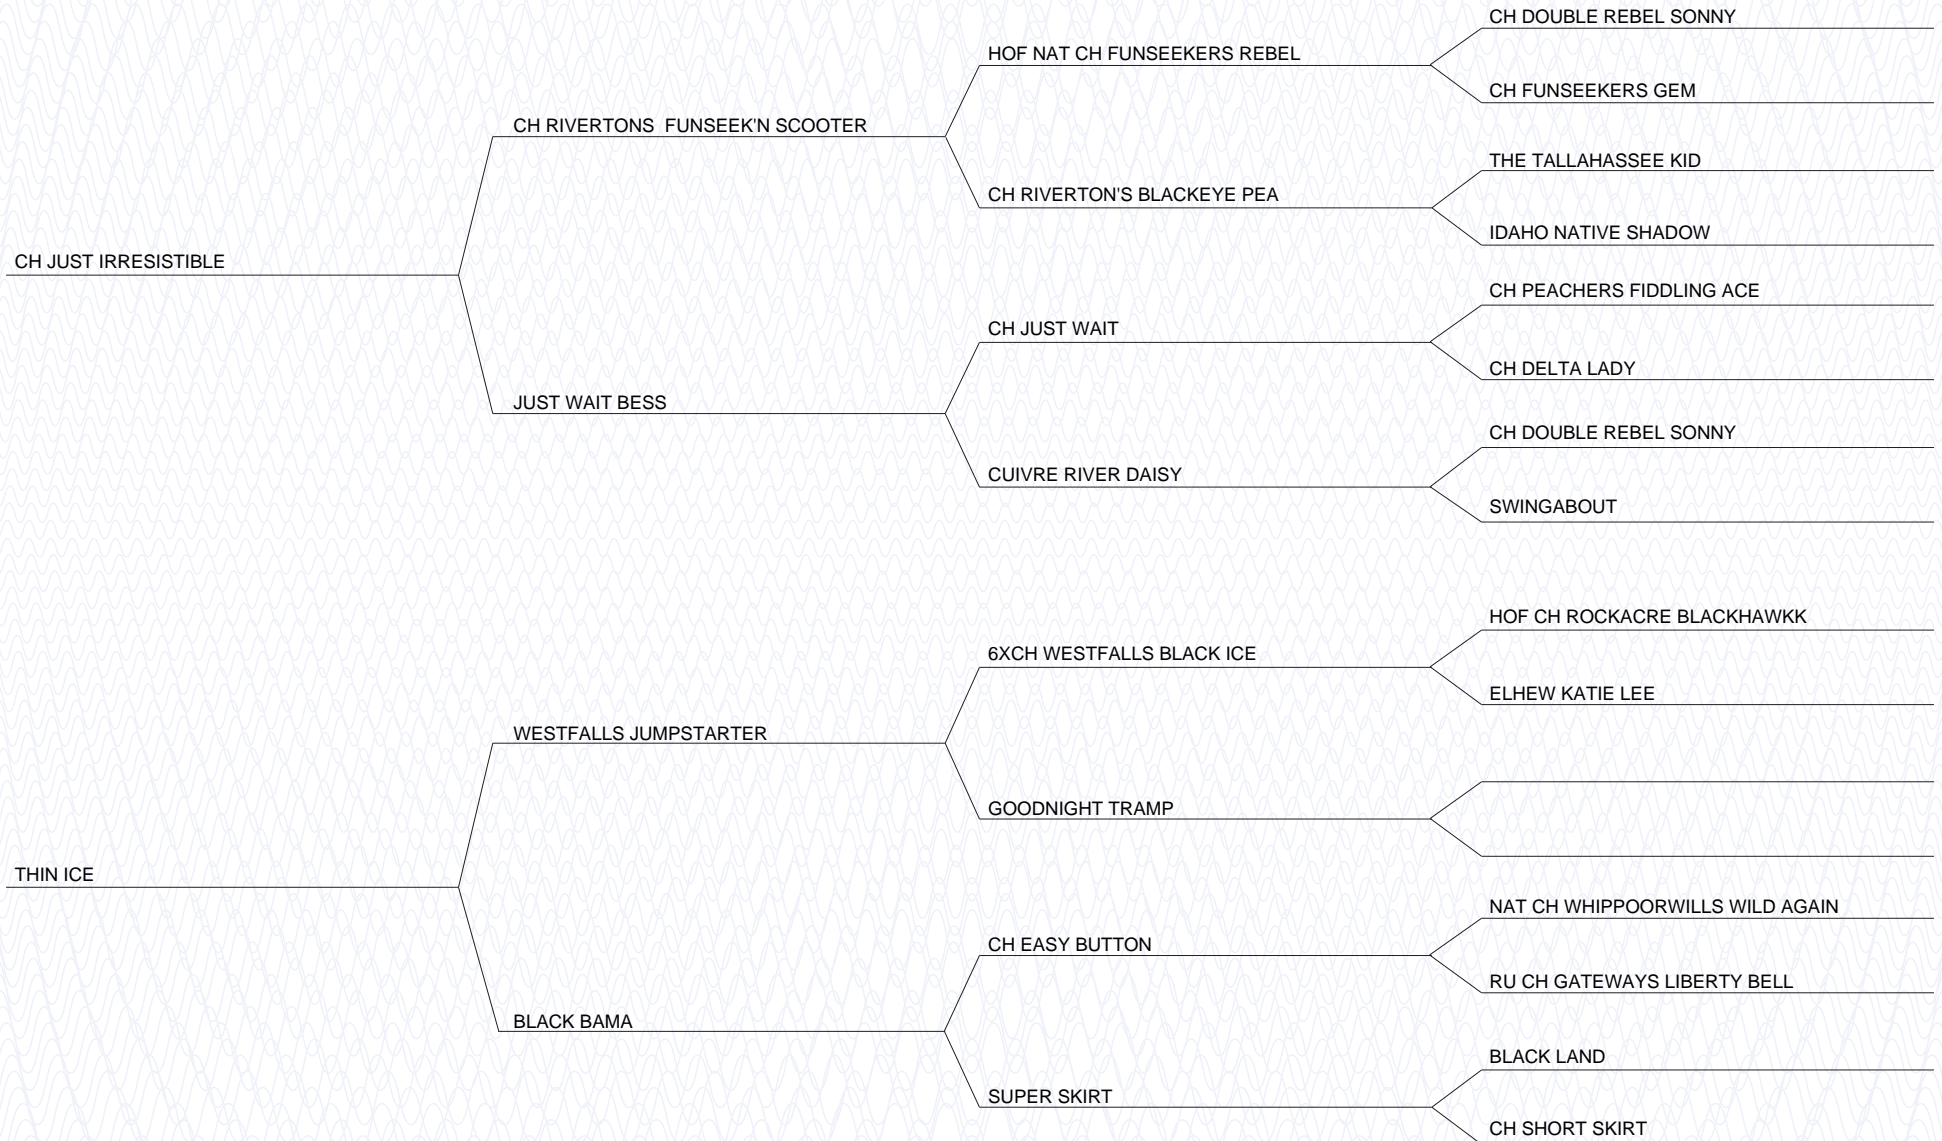 CH DOUBLE REBEL SONNY
HOF NAT CH FUNSEEKERS REBEL
CH FUNSEEKERS GEM
CH RIVERTONS  FUNSEEK'N SCOOTER
THE TALLAHASSEE KID
CH RIVERTON'S BLACKEYE PEA
IDAHO NATIVE SHADOW
CH JUST IRRESISTIBLE
CH PEACHERS FIDDLING ACE
CH JUST WAIT
CH DELTA LADY
JUST WAIT BESS
CH DOUBLE REBEL SONNY
CUIVRE RIVER DAISY
SWINGABOUT
HOF CH ROCKACRE BLACKHAWKK
6XCH WESTFALLS BLACK ICE
ELHEW KATIE LEE
WESTFALLS JUMPSTARTER
GOODNIGHT TRAMP
THIN ICE
NAT CH WHIPPOORWILLS WILD AGAIN
CH EASY BUTTON
RU CH GATEWAYS LIBERTY BELL
BLACK BAMA
BLACK LAND
SUPER SKIRT
CH SHORT SKIRT